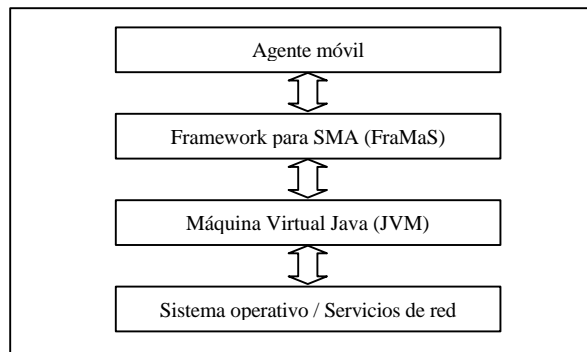 Agente móvil
Framework para SMA (FraMaS)
Máquina Virtual Java (JVM)
Sistema operativo / Servicios de red